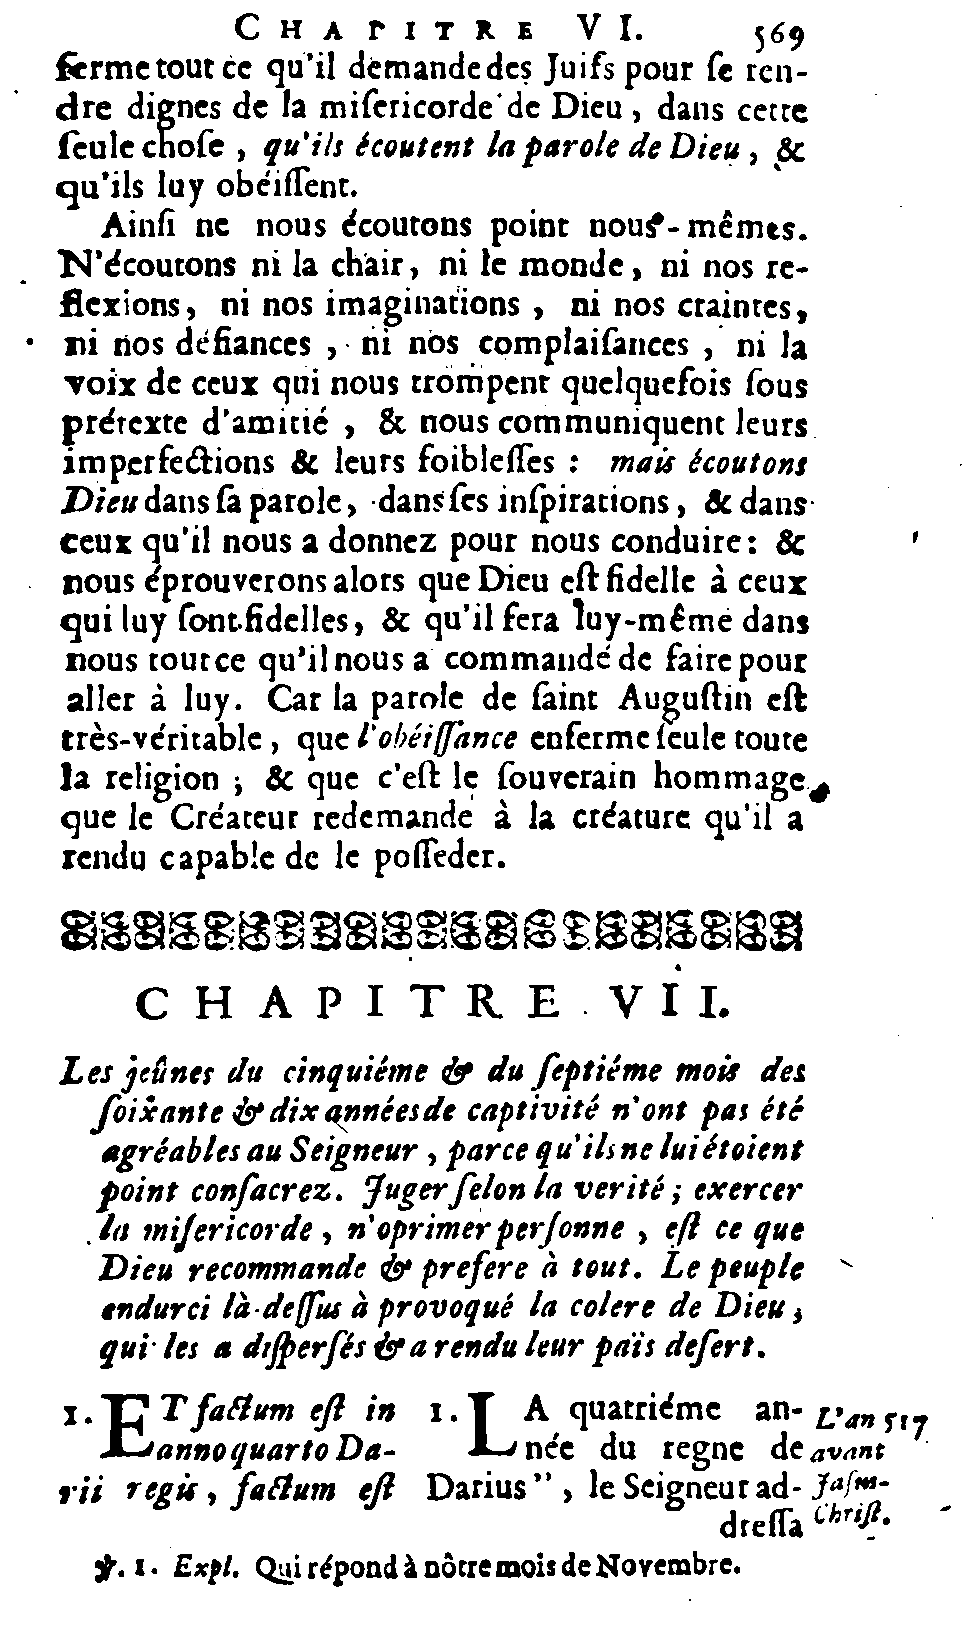 CHAPITRE VI. 569
ferme tout ce qu'il demande des Juifs pour ſe ren-
dre dignes de la miſericorde de Dieu, dans cette
ſeule choſe, qu'ils écoutent la parole de Dieu, &
qu'ils luy obéiſſent.
Ainſi ne nous écoutons point nous-mêmes.
N'écoutons ni la chair, ni le monde, ni nos re-
flexions, ni nos imaginations, ni nos craintes,
ni nos défiances, ni nos complaiſances, ni la
voix de ceux qui nous trompent quelquefois ſous
prétexte d'amitié, & nous communiquent leurs
imperfections & leurs foibleſſes : mais écoutons
Dieu dans ſa parole, dans ſes inſpirations, & dans
ceux qu'il nous a donnez pour nous conduire : &
nous éprouverons alors que Dieu eſt fidelle à ceux
qui luy ſont fidelles, & qu'il fera luy-même dans
nous tout ce qu'il nous a commandé de faire pour
aller à luy. Car la parole de ſaint Auguſtin eſt
très-véritable, que l'obéiſſance enferme ſeule toute
la religion ; & que c'eſt le ſouverain hommage
que le Créateur redemande à la créature qu'il a
rendu capable de le poſſeder.
CHAPITRE VII.
Les jeûnes du cinquiéme & du ſeptiéme mois des
ſoixante & dix années de captivité n'ont pas été
agréables au Seigneur, parce qu'ils ne lui étoient
point conſacrez. Juger ſelon la verité ; exercer
la miſericorde, n'oprimer perſonne, eſt ce que
Dieu recommande & prefere à tout. Le peuple
endurci là-deſſus à provoqué la colere de Dieu,
qui les a diſperſés & a rendu leur païs deſert.
1. ET factum eſt in
anno quarto Da-
rii regis, factum eſt
1. LA quatriéme an-
née du regne de
Darius'', le Seigneur ad-
dreſſa
L'an 517
avant
Jaſm-
Chriſt.
℣. 1. Expl. Qui répond à nôtre mois de Novembre.